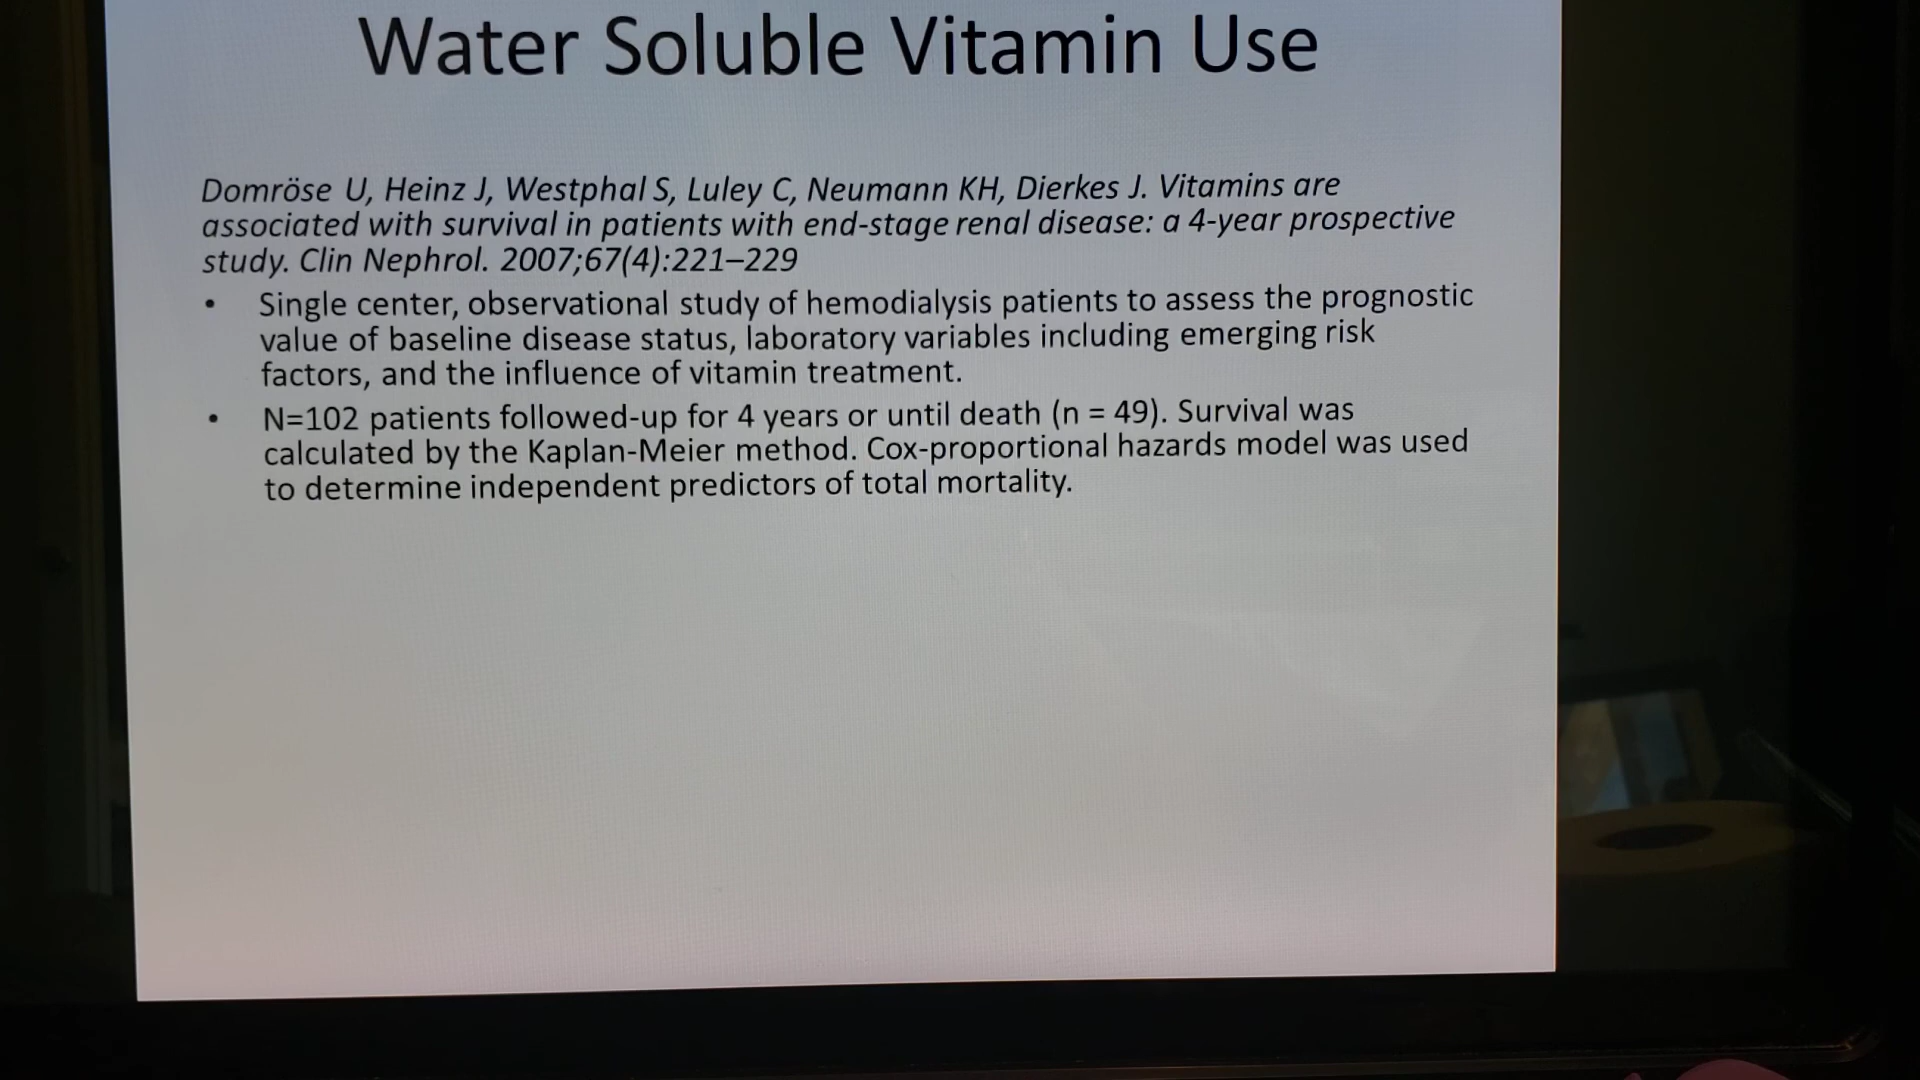 Water Soluble Vitamin Use
Domröse U, Heinz J, Westphal S, Luley C, Neumann KH, Dierkes J. Vitamins are
associated with survival in patients with end-stage renal disease: a 4-year prospective
study. Clin Nephrol. 2007;67(4):221–229
• Single center, observational study of hemodialysis patients to assess the prognostic
value of baseline disease status, laboratory variables including emerging risk
factors, and the influence of vitamin treatment.
• N=102 patients followed-up for 4 years or until death (n = 49). Survival was
calculated by the Kaplan-Meier method. Cox-proportional hazards model was used
to determine independent predictors of total mortality.